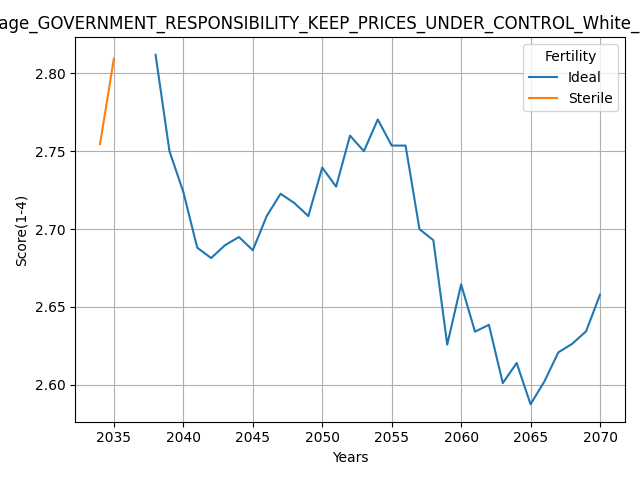 age_GOVERNMENT_RESPONSIBILITY_KEEP_PRICES_UNDER_CONTROL_White_
Fertility
Ideal
Sterile
2.80
2.75
2.70
2.65
2.60
Score(1-4)
2035 2040 2045 2050 2055 2060 2065 2070
Years